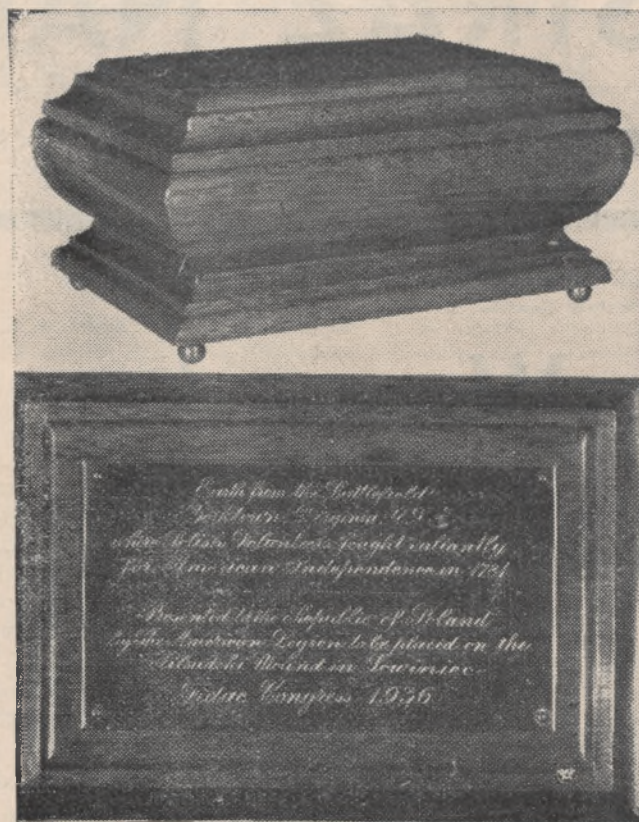 Earth from the Battlefield
Yorktown, Virginia, U.S.
where Polish Volunteers fought valiantly
for American Independence in 1781
Presented to the Republic of Poland
by the American Legion to be placed on the
Pilsudski Mound in Sowiniec
Fidac Congress 1936